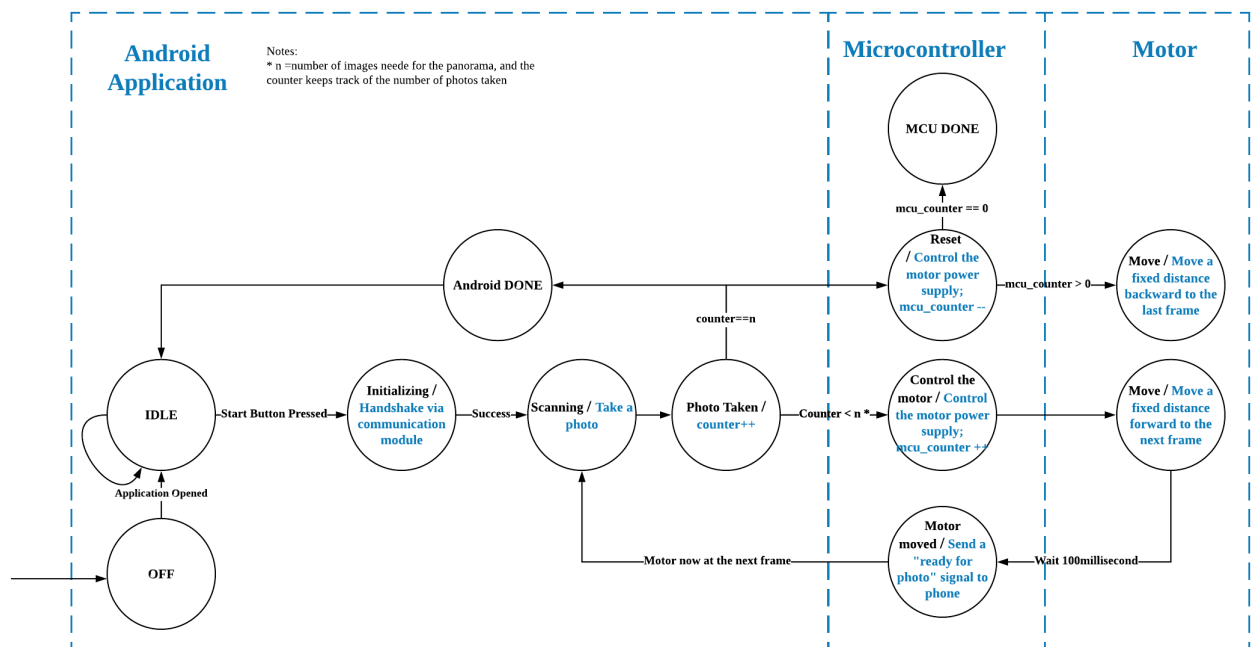 Android
Application
Notes:
* n =number of images neede for the panorama, and the
counter keeps track of the number of photos taken
Microcontroller
Motor
MCU DONE
mcu_counter == 0
Reset
/ Control the
motor power
supply;
mcu_counter --
mcu_counter > 0
Move / Move a
fixed distance
backward to the
last frame
Android DONE
counter==n
IDLE
Start Button Pressed
Initializing /
Handshake via
communication
module
Success
Scanning / Take a
photo
Photo Taken /
counter++
Counter < n *
Control the
motor / Control
the motor power
supply;
mcu_counter ++
Move / Move a
fixed distance
forward to the
next frame
Application Opened
OFF
Motor now at the next frame
Motor
moved / Send a
"ready for
photo" signal to
phone
Wait 100millisecond